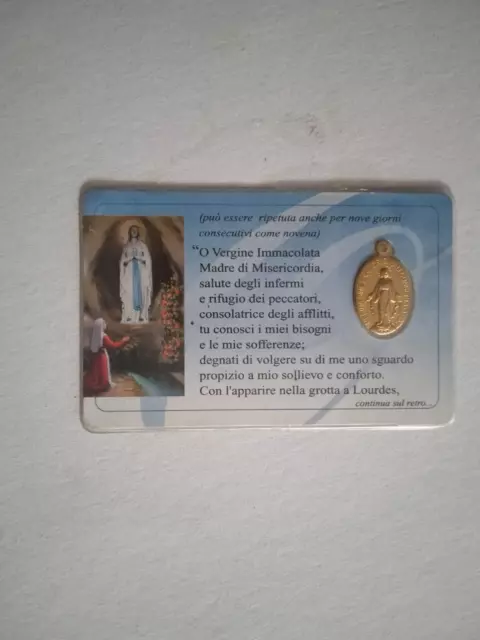 (può essere ripetuta anche per nove giorni
consecutivi come novena)
“O Vergine Immacolata
Madre di Misericordia,
salute degli infermi
e rifugio dei peccatori,
consolatrice degli afflitti,
tu conosci i miei bisogni
e le mie sofferenze;
degnati di volgere su di me uno sguardo
propizio a mio sollievo e conforto.
Con l'apparire nella grotta a Lourdes,
continua sul retro...